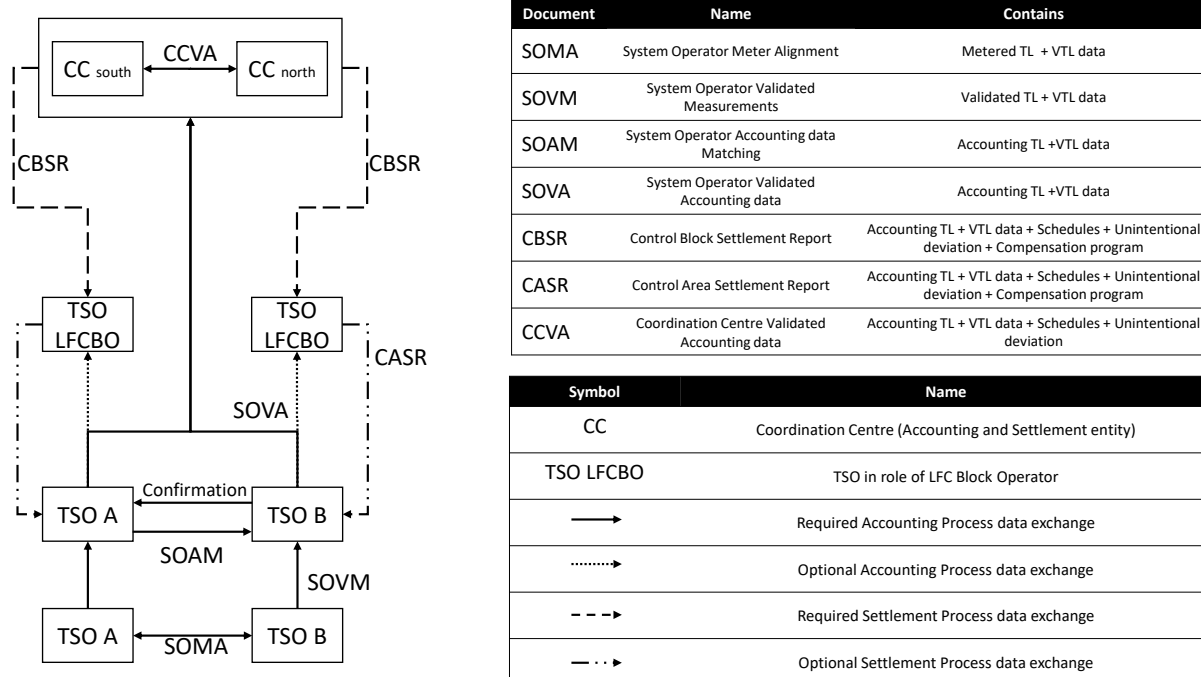 CCVA
CC south
CC north
CBSR
CBSR
TSO
LFCBO
TSO
LFCBO
CASR
SOVA
Confirmation
TSO A
TSO B
SOAM
SOVM
TSO A
TSO B
SOMA
Document Name Contains
SOMA System Operator Meter Alignment Metered TL + VTL data
SOVM System Operator Validated
Measurements Validated TL + VTL data
SOAM System Operator Accounting data
Matching Accounting TL +VTL data
SOVA System Operator Validated
Accounting data Accounting TL +VTL data
CBSR Control Block Settlement Report Accounting TL + VTL data + Schedules + Unintentional
deviation + Compensation program
CASR Control Area Settlement Report Accounting TL + VTL data + Schedules + Unintentional
deviation + Compensation program
CCVA Coordination Centre Validated
Accounting data Accounting TL + VTL data + Schedules + Unintentional
deviation
Symbol Name
CC Coordination Centre (Accounting and Settlement entity)
TSO LFCBO TSO in role of LFC Block Operator
Required Accounting Process data exchange
Optional Accounting Process data exchange
Required Settlement Process data exchange
Optional Settlement Process data exchange